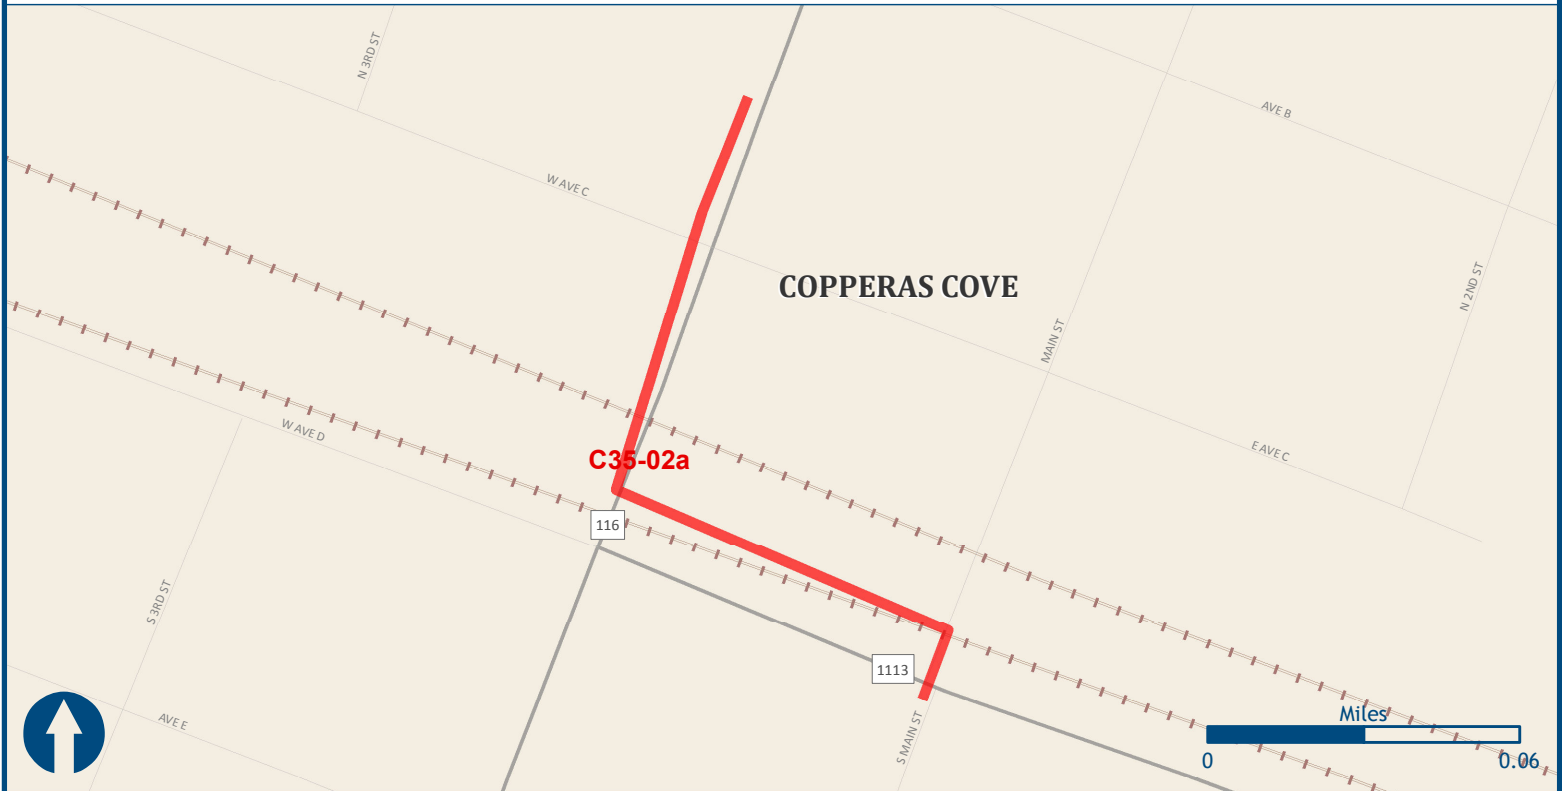 N 3RD ST
AVE B
W AVE C
COPPERAS COVE
N 2ND ST
MAIN ST
W AVE D
E AVE C
C35-02a
116
S 3RD ST
1113
AVE E
S MAIN ST
Miles
0 0.06